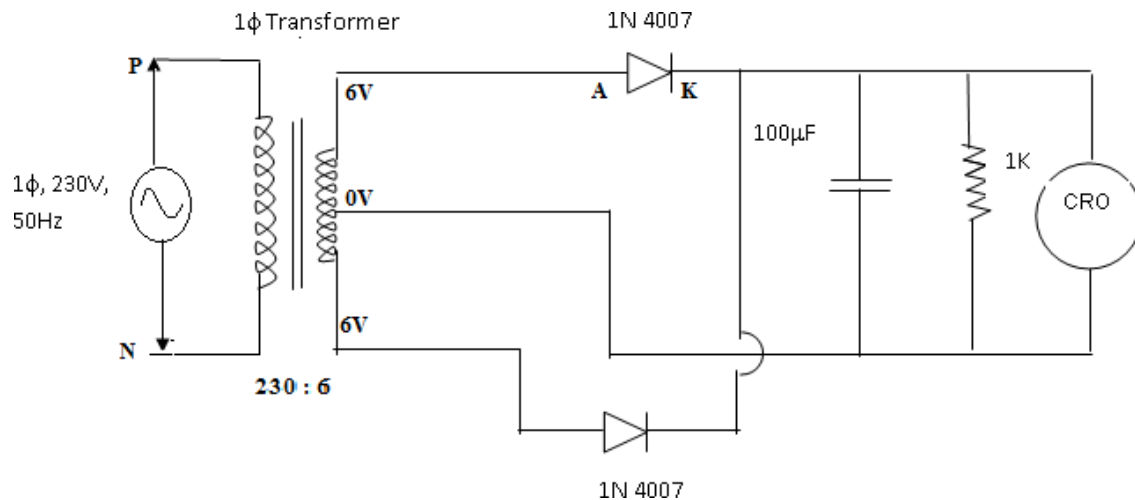 1ϕ Transformer
1N 4007
P
6V
A
K
100µF
1K
1ϕ, 230V,
50Hz
0V
CRO
6V
N
230 : 6
1N 4007